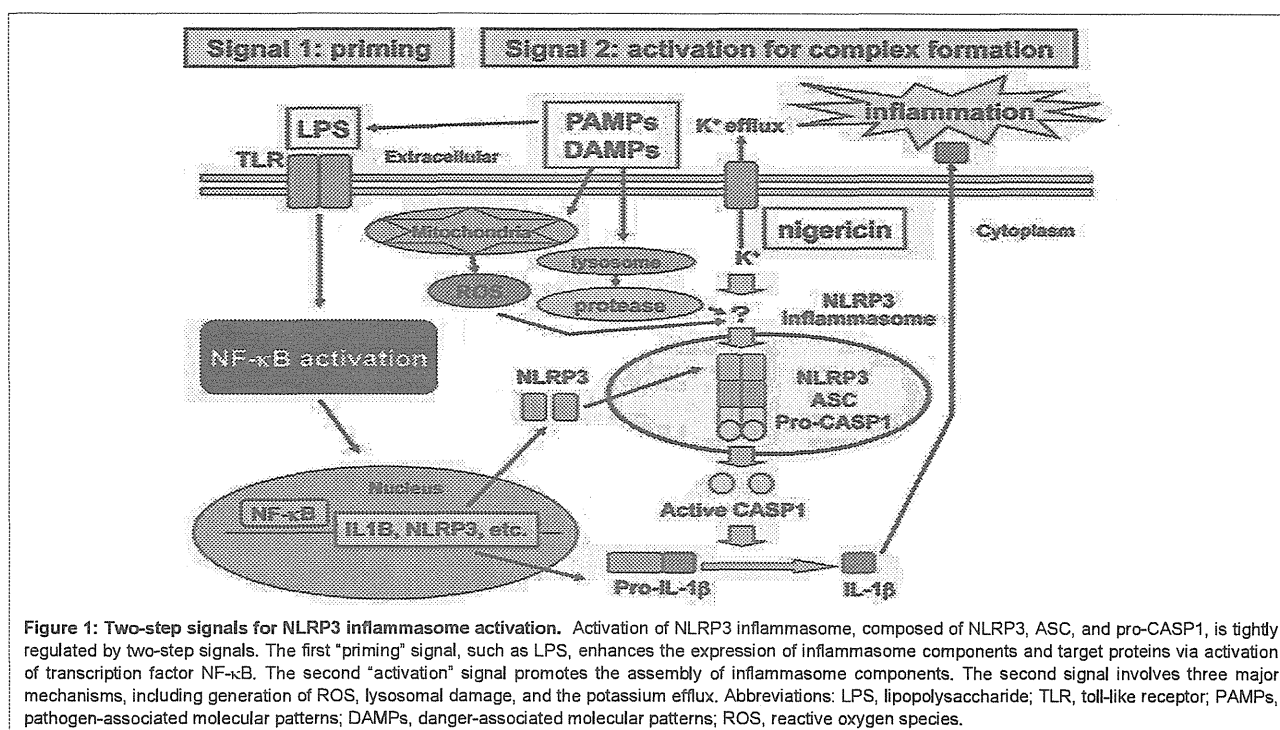 Signal 1: priming
Signal 2: activation for complex formation
inflammation
LPS
PAMPs
DAMPs
K⁺ efflux
TLR
Extracellular
Mitochondria
nigericin
Cytoplasm
K⁺
lysosome
ROS
protease
?
NLRP3
Inflammasome
NF-κB activation
NLRP3
NLRP3
ASC
Pro-CASP1
Nucleus
NF-κB
IL1B, NLRP3, etc.
Active CASP1
Pro-IL-1β
IL-1β
Figure 1: Two-step signals for NLRP3 inflammasome activation. Activation of NLRP3 inflammasome, composed of NLRP3, ASC, and pro-CASP1, is tightly
regulated by two-step signals. The first "priming" signal, such as LPS, enhances the expression of inflammasome components and target proteins via activation
of transcription factor NF-κB. The second "activation" signal promotes the assembly of inflammasome components. The second signal involves three major
mechanisms, including generation of ROS, lysosomal damage, and the potassium efflux. Abbreviations: LPS, lipopolysaccharide; TLR, toll-like receptor; PAMPs,
pathogen-associated molecular patterns; DAMPs, danger-associated molecular patterns; ROS, reactive oxygen species.